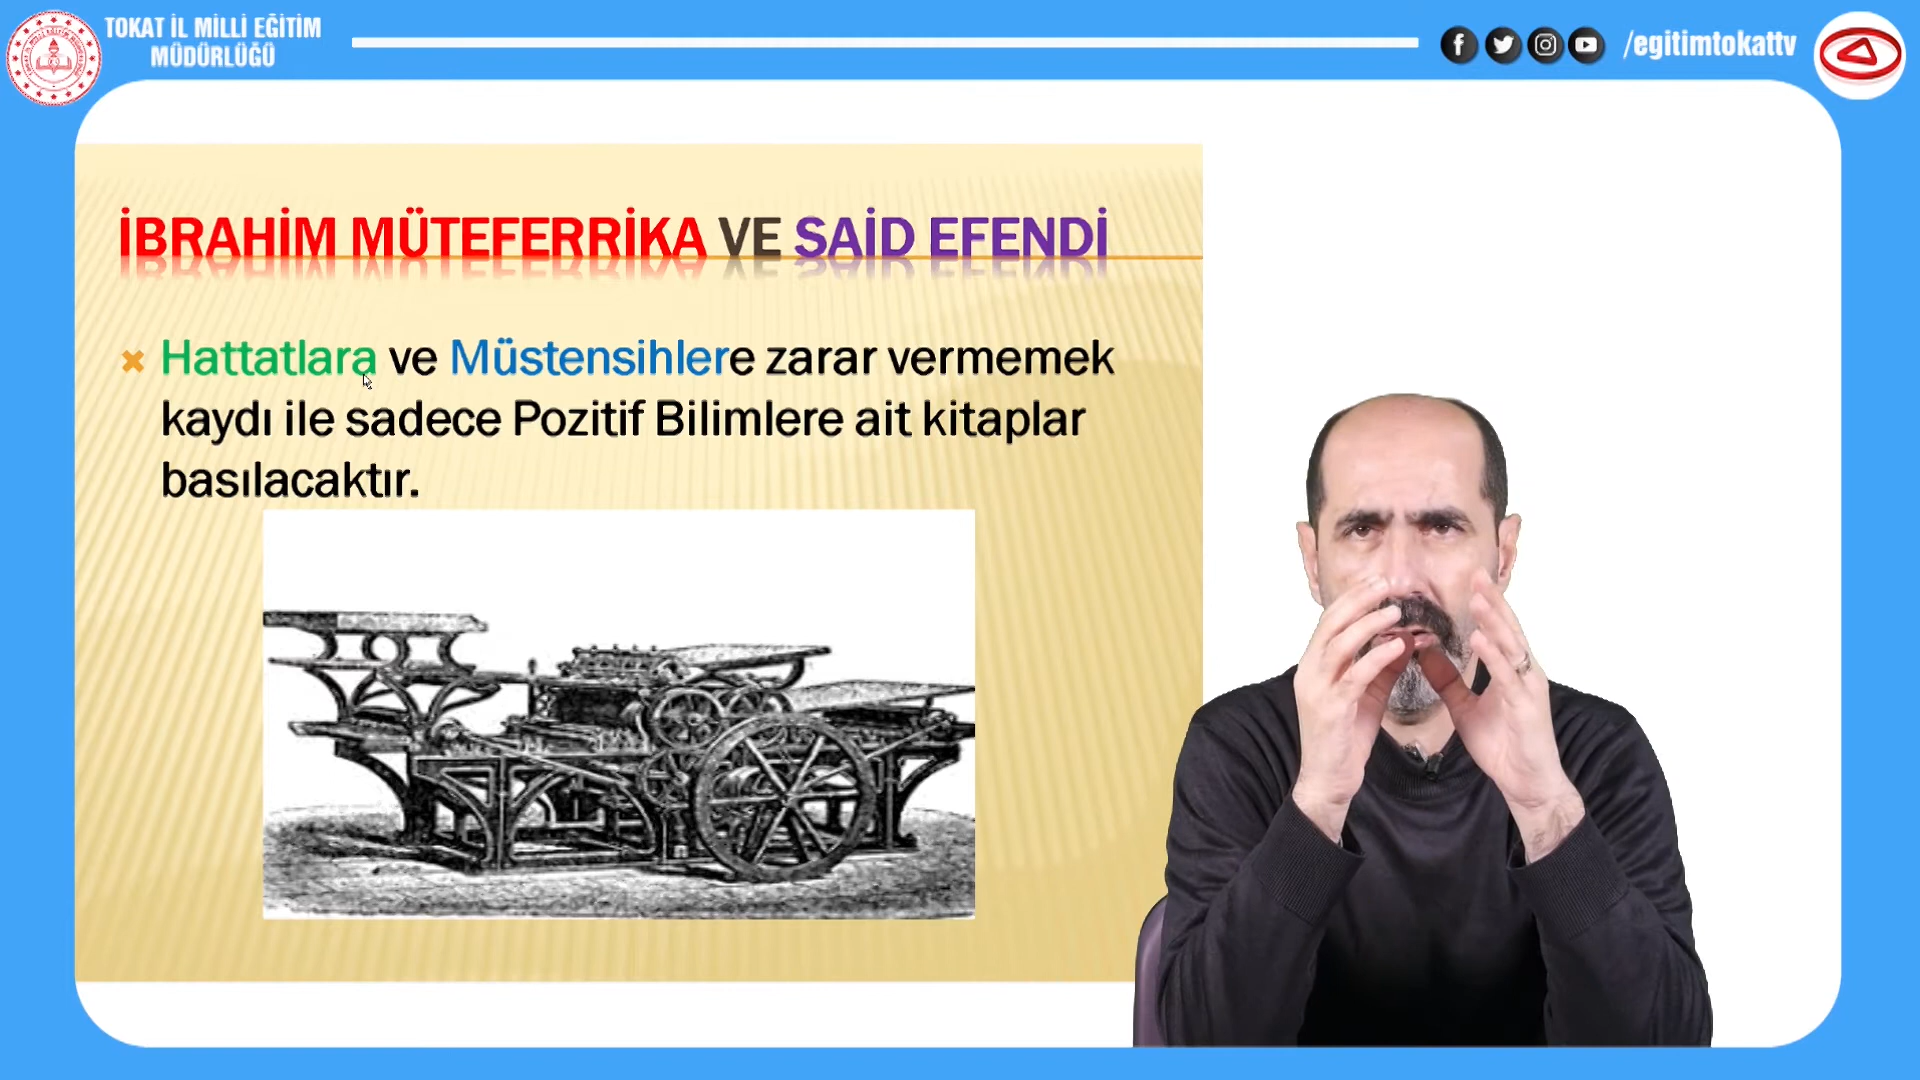 TOKAT İL MİLLİ EĞİTİM
MÜDÜRLÜĞÜ
/egitimtokattv
İBRAHİM MÜTEFERRİKA VE SAİD EFENDİ
Hattatlara ve Müstensihlere zarar vermemek
kaydı ile sadece Pozitif Bilimlere ait kitaplar
basılacaktır.